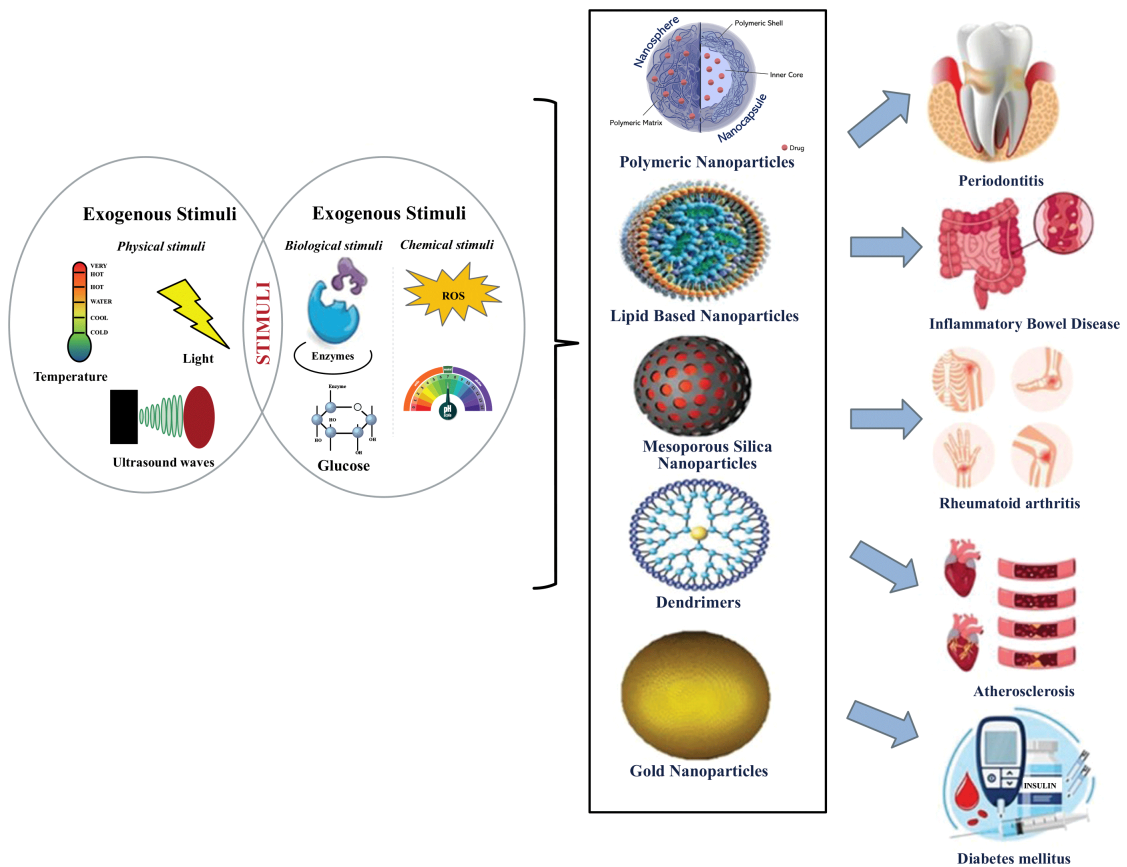 Exogenous Stimuli
Physical stimuli
VERY
HOT
HOT
WATER
COOL
COLD
Temperature
Light
Ultrasound waves
STIMULI
Exogenous Stimuli
Biological stimuli
Chemical stimuli
Enzymes
ROS
Enzyme
HO
HO
OH
OH
Glucose
pH
Nanosphere
Polymeric Shell
Inner Core
Polymeric Matrix
Nanocapsule
Drug
Polymeric Nanoparticles
Lipid Based Nanoparticles
Mesoporous Silica
Nanoparticles
Dendrimers
Gold Nanoparticles
Periodontitis
Inflammatory Bowel Disease
Rheumatoid arthritis
Atherosclerosis
INSULIN
Diabetes mellitus